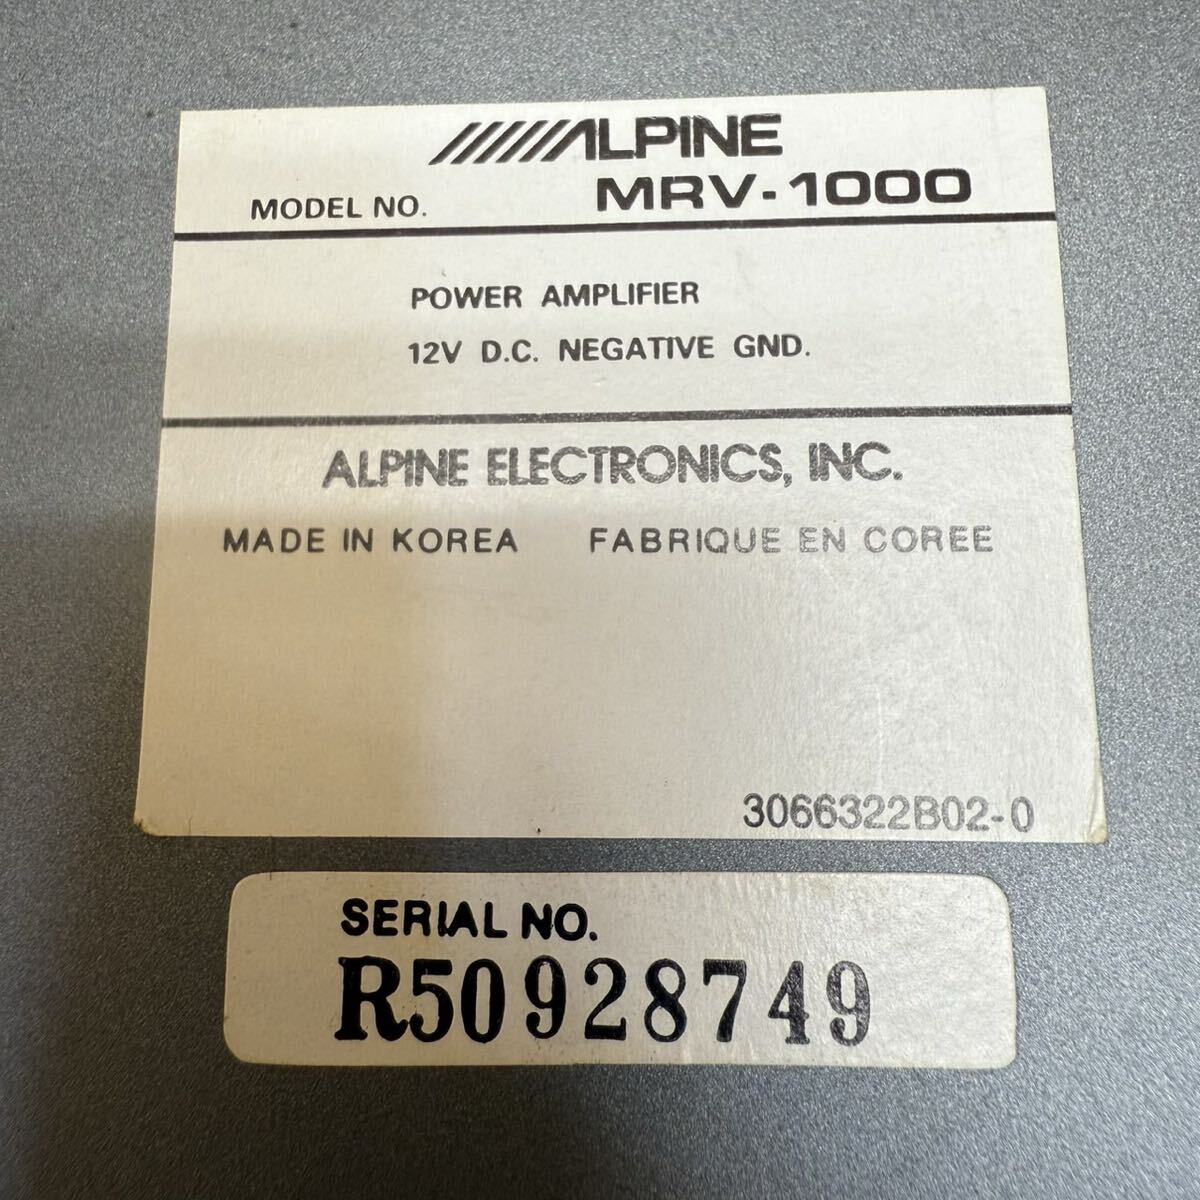 ALPINE
MODEL NO. MRV-1000
POWER AMPLIFIER
12V D.C. NEGATIVE GND.
ALPINE ELECTRONICS, INC.
MADE IN KOREA FABRIQUE EN COREE
3066322B02-0
SERIAL NO.
R50928749